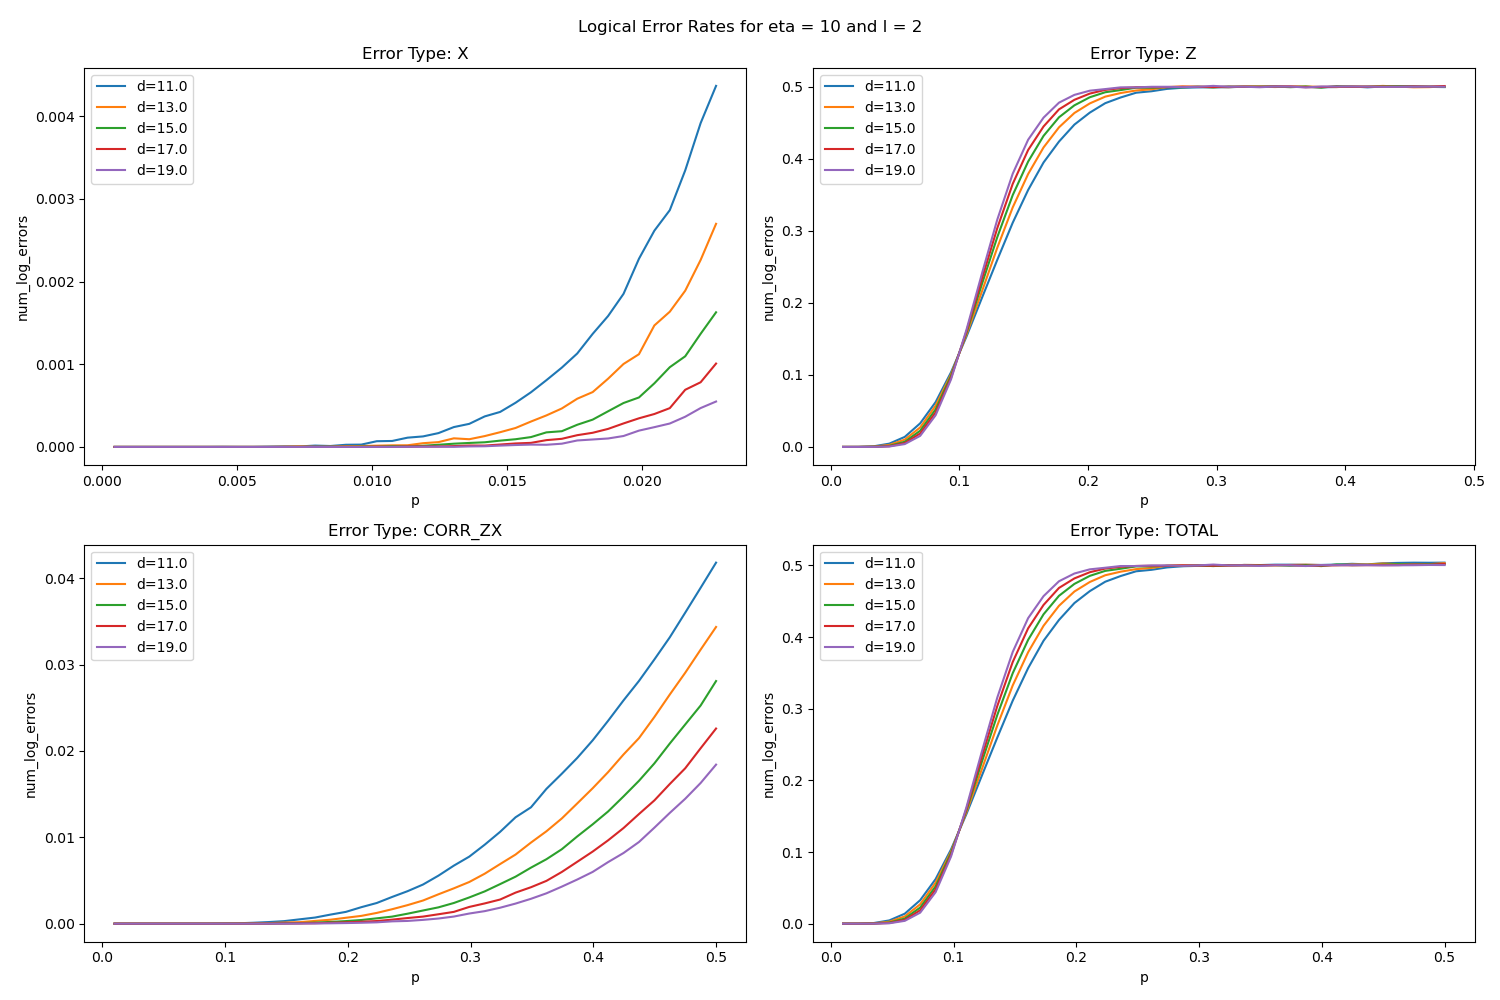 Logical Error Rates for eta = 10 and l = 2
Error Type: X
d=11.0
d=13.0
d=15.0
d=17.0
d=19.0
0.004
0.003
0.002
0.001
0.000
num_log_errors
0.000
0.005
0.010
0.015
0.020
p
Error Type: Z
d=11.0
d=13.0
d=15.0
d=17.0
d=19.0
0.5
0.4
0.3
0.2
0.1
0.0
num_log_errors
0.0
0.1
0.2
0.3
0.4
0.5
p
Error Type: CORR_ZX
d=11.0
d=13.0
d=15.0
d=17.0
d=19.0
0.04
0.03
0.02
0.01
0.00
num_log_errors
0.0
0.1
0.2
0.3
0.4
0.5
p
Error Type: TOTAL
d=11.0
d=13.0
d=15.0
d=17.0
d=19.0
0.5
0.4
0.3
0.2
0.1
0.0
num_log_errors
0.0
0.1
0.2
0.3
0.4
0.5
p